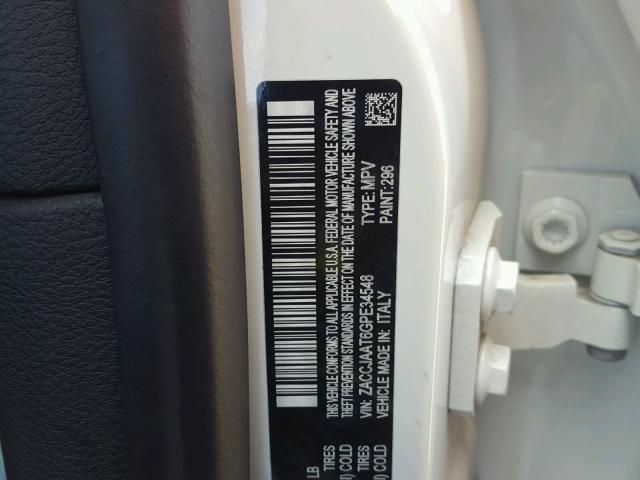 THIS VEHICLE CONFORMS TO ALL APPLICABLE U.S.A. FEDERAL MOTOR VEHICLE SAFETY AND
THEFT PREVENTION STANDARDS IN EFFECT ON THE DATE OF MANUFACTURE SHOWN ABOVE
VIN: ZACCJAAT6GPE34548 TYPE: MPV
VEHICLE MADE IN: ITALY PAINT: 296
LB
TIRES
COLD
TIRES
COLD